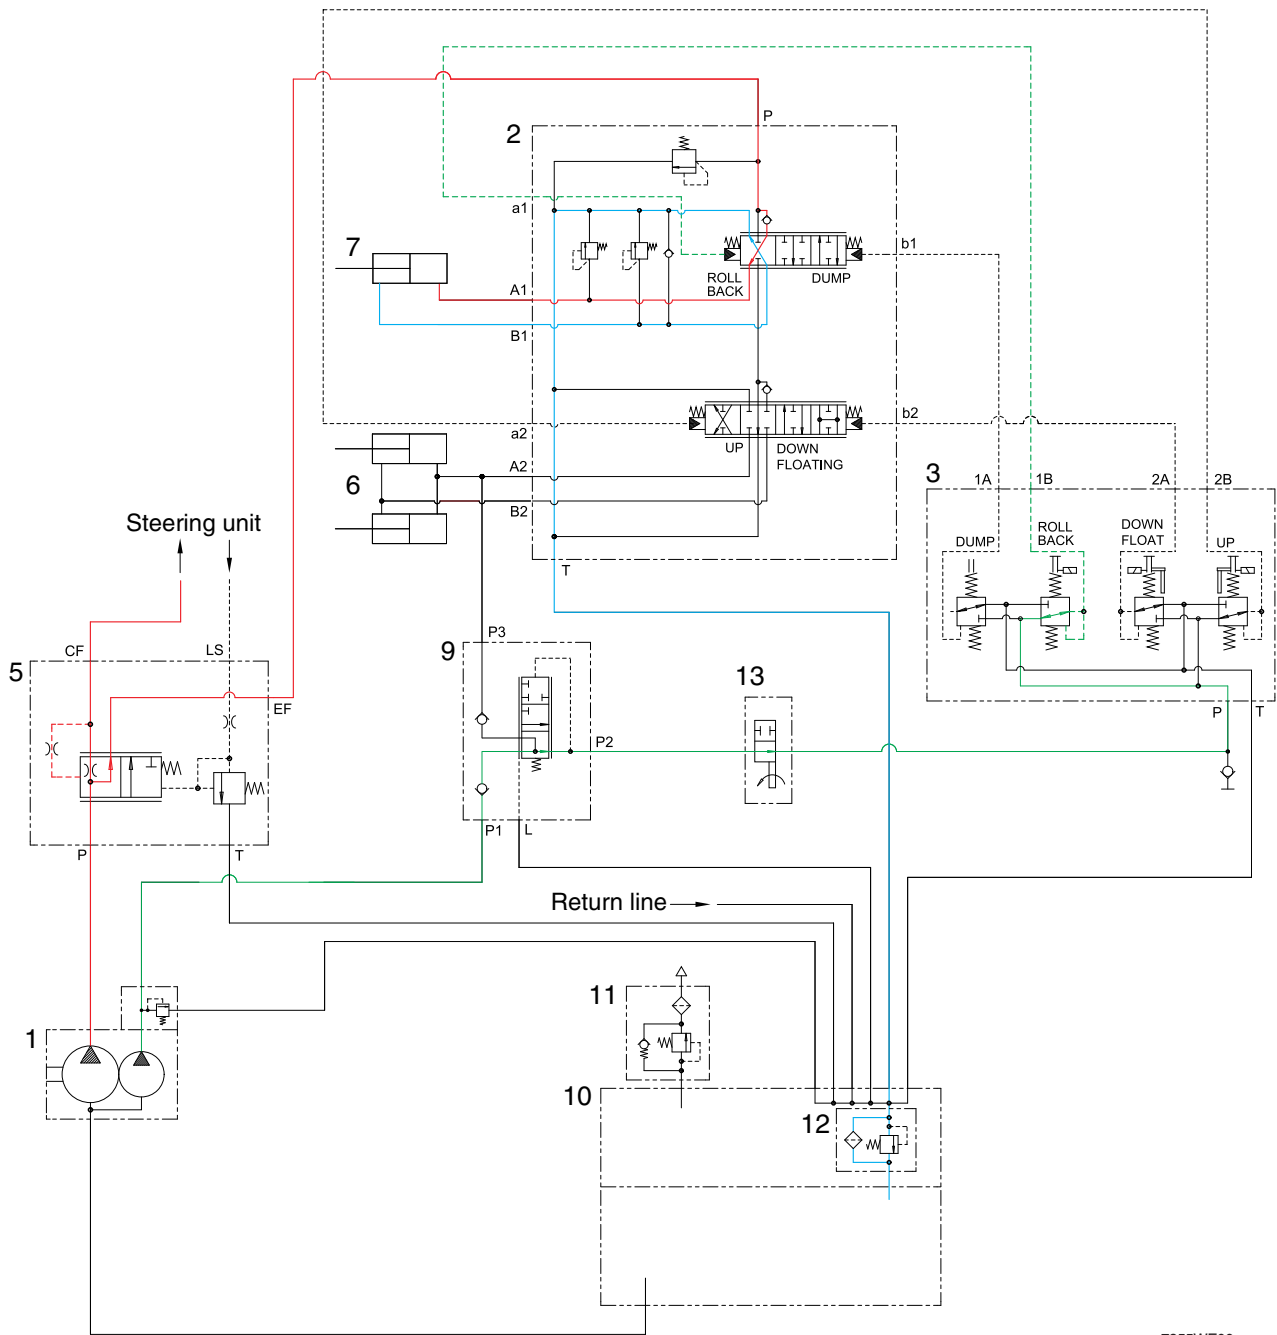 P
2
a1
7
b1
ROLL
BACK
DUMP
A1
B1
b2
a2
UP
DOWN
FLOATING
A2
6
B2
3
1A
1B
2A
2B
Steering unit
DUMP
ROLL
BACK
DOWN
FLOAT
UP
T
CF
LS
P3
9
5
13
EF
P
T
P2
P1
L
P
T
Return line
11
1
10
12